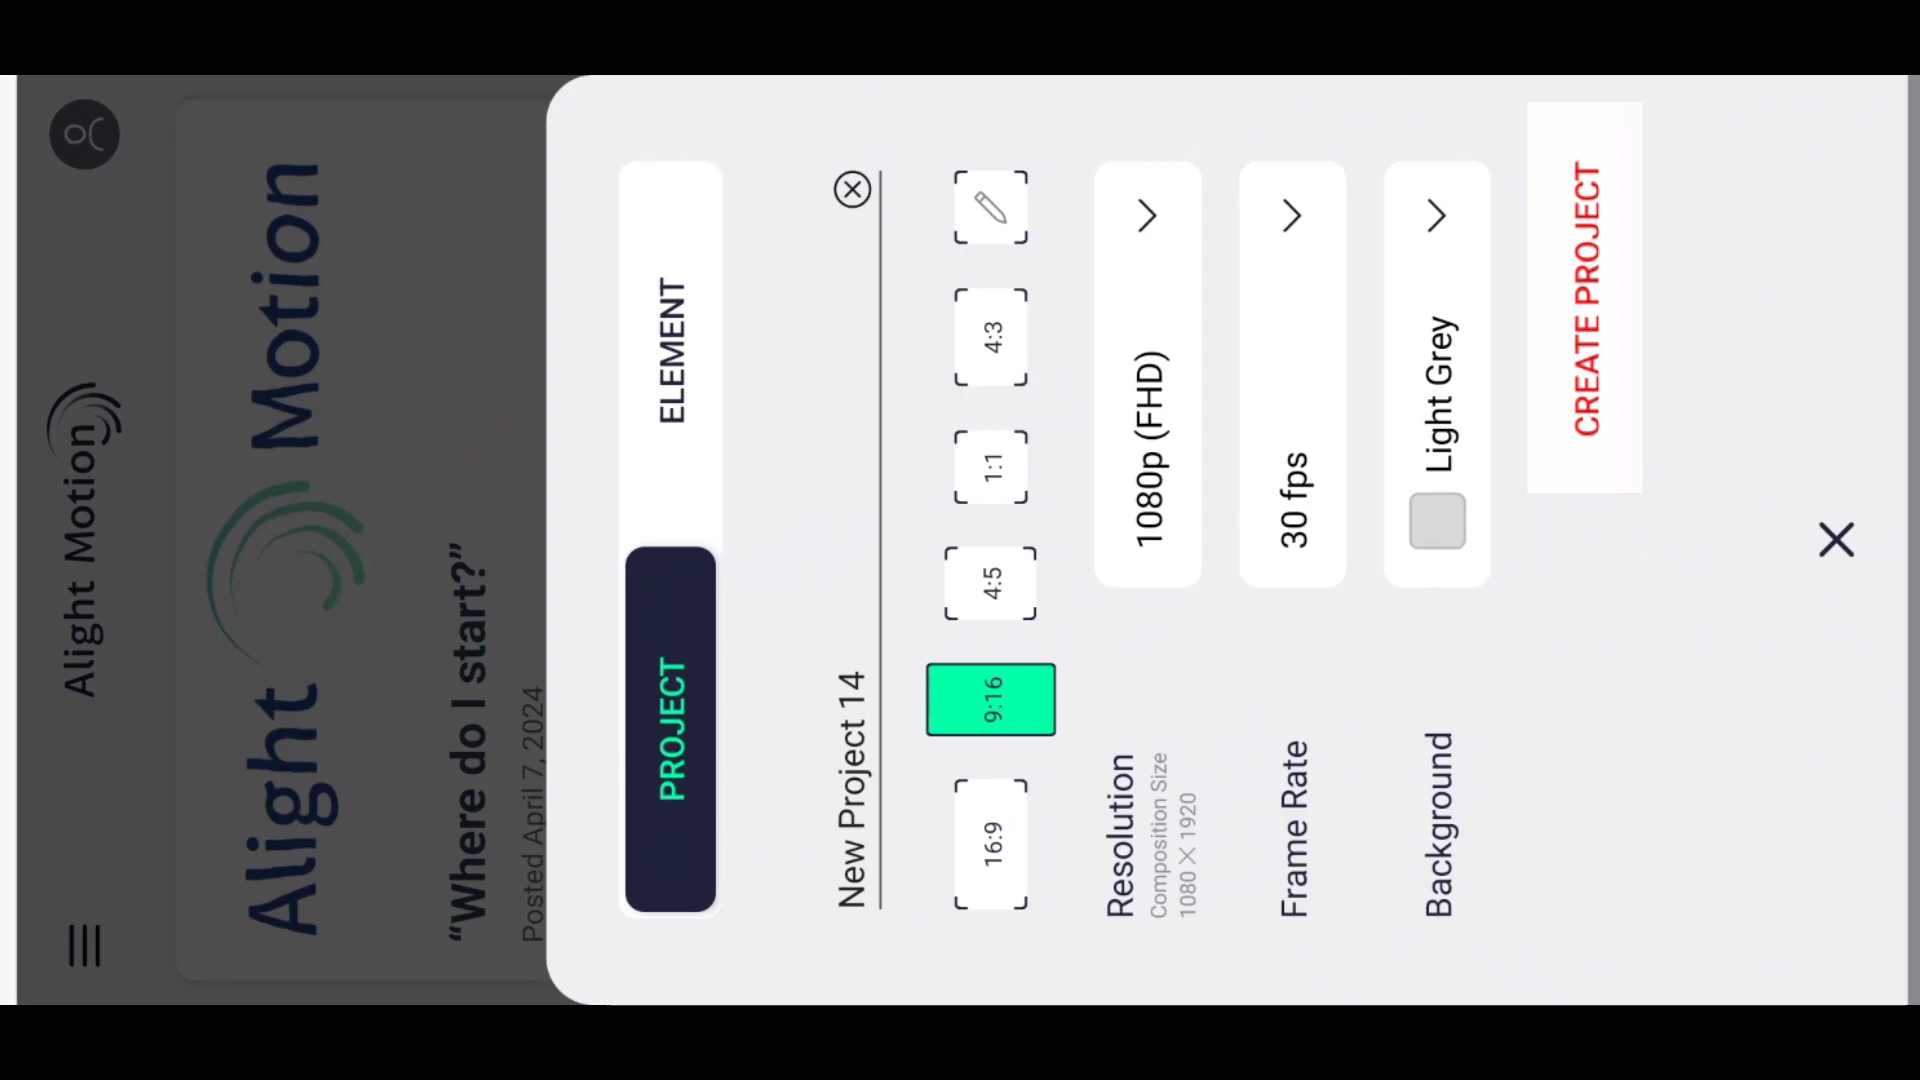 Alight Motion
Alight Motion
“Where do I start?”
Posted April 7, 2024
PROJECT
ELEMENT
New Project 14
16:9
9:16
4:5
1:1
4:3
Resolution
Composition Size
1080 × 1920
1080p (FHD)
Frame Rate
30 fps
Background
Light Grey
CREATE PROJECT